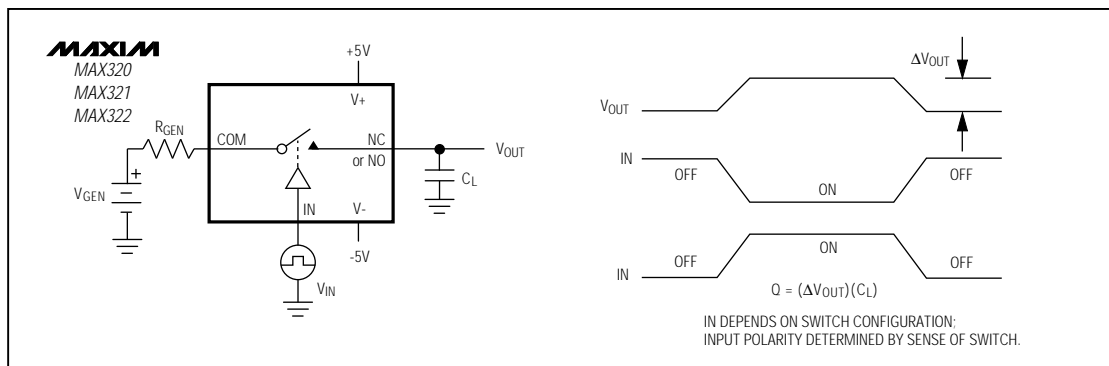 MAXIM
MAX320
MAX321
MAX322
+5V
V+
RGEN
COM
NC
or NO
VOUT
CL
VGEN
+
IN
V-
-5V
VIN
ΔVOUT
VOUT
IN
OFF
ON
OFF
IN
OFF
ON
OFF
Q = (ΔVOUT)(CL)
IN DEPENDS ON SWITCH CONFIGURATION;
INPUT POLARITY DETERMINED BY SENSE OF SWITCH.